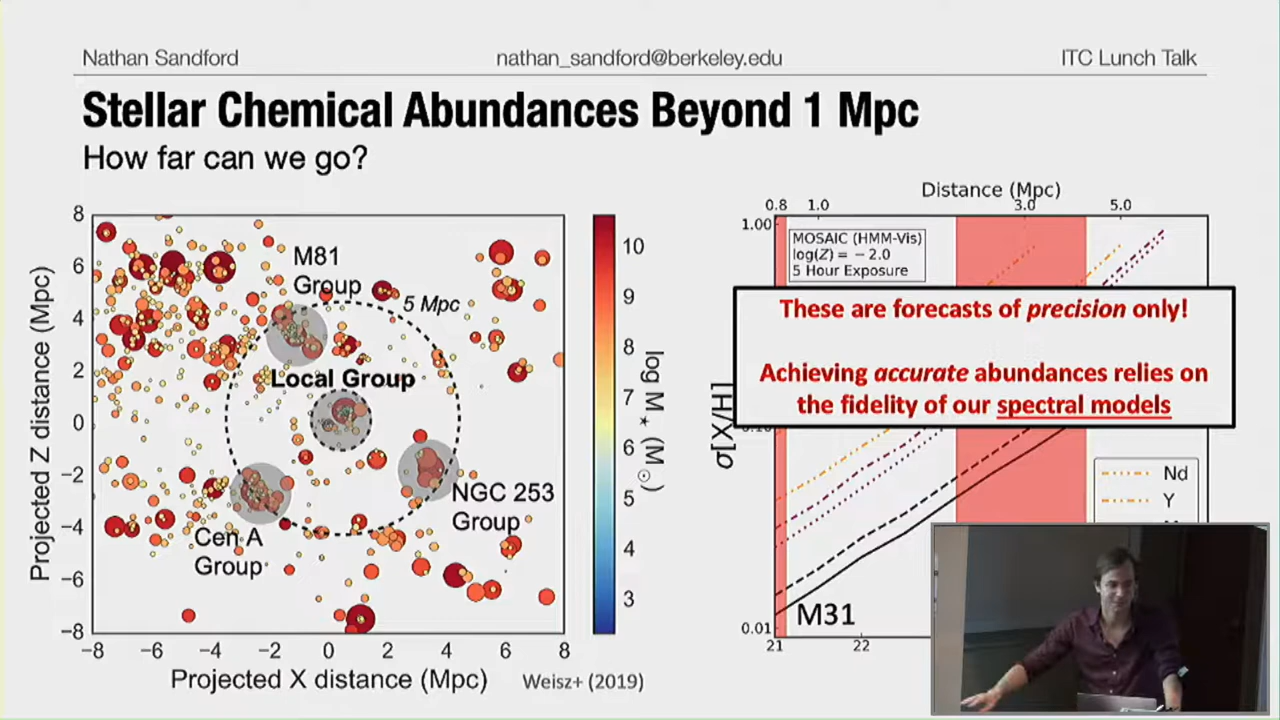 Nathan Sandford
nathan_sandford@berkeley.edu
ITC Lunch Talk
Stellar Chemical Abundances Beyond 1 Mpc
How far can we go?
8
6
4
2
0
−2
−4
−6
−8
Projected Z distance (Mpc)
−8 −6 −4 −2 0 2 4 6 8
Projected X distance (Mpc)
M81
Group
5 Mpc
Local Group
NGC 253
Group
Cen A
Group
Weisz+ (2019)
10
9
8
7
6
5
4
3
log M⋆ (M⊙)
Distance (Mpc)
0.8 1.0 3.0 5.0
1.00
MOSAIC (HMM-Vis)
log(Z) = −2.0
5 Hour Exposure
These are forecasts of precision only!
Achieving accurate abundances relies on
the fidelity of our spectral models
σ[X/H]
Nd
Y
M31
0.01
21 22